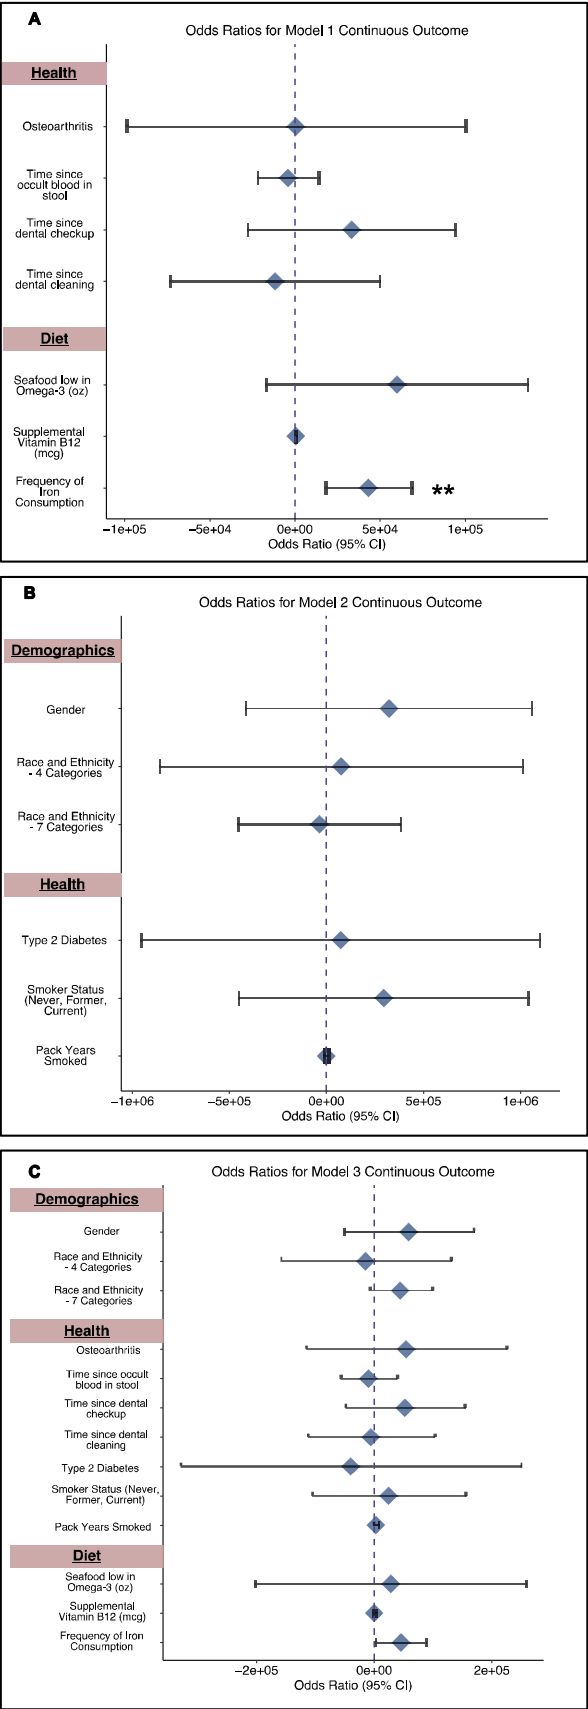 A
Odds Ratios for Model 1 Continuous Outcome
Health
Osteoarthritis
Time since
occult blood in
stool
Time since
dental checkup
Time since
dental cleaning
Diet
Seafood low in
Omega-3 (oz)
Supplemental
Vitamin B12
(mcg)
Frequency of
Iron
Consumption
**
−1e+05 −5e+04 0e+00 5e+04 1e+05
Odds Ratio (95% CI)
B
Odds Ratios for Model 2 Continuous Outcome
Demographics
Gender
Race and Ethnicity
- 4 Categories
Race and Ethnicity
- 7 Categories
Health
Type 2 Diabetes
Smoker Status
(Never, Former,
Current)
Pack Years
Smoked
−1e+06 −5e+05 0e+00 5e+05 1e+06
Odds Ratio (95% CI)
C
Odds Ratios for Model 3 Continuous Outcome
Demographics
Gender
Race and Ethnicity
- 4 Categories
Race and Ethnicity
- 7 Categories
Health
Osteoarthritis
Time since occult
blood in stool
Time since dental
checkup
Time since dental
cleaning
Type 2 Diabetes
Smoker Status (Never,
Former, Current)
Pack Years Smoked
Diet
Seafood low in
Omega-3 (oz)
Supplemental
Vitamin B12 (mcg)
Frequency of Iron
Consumption
−2e+05 0e+00 2e+05
Odds Ratio (95% CI)